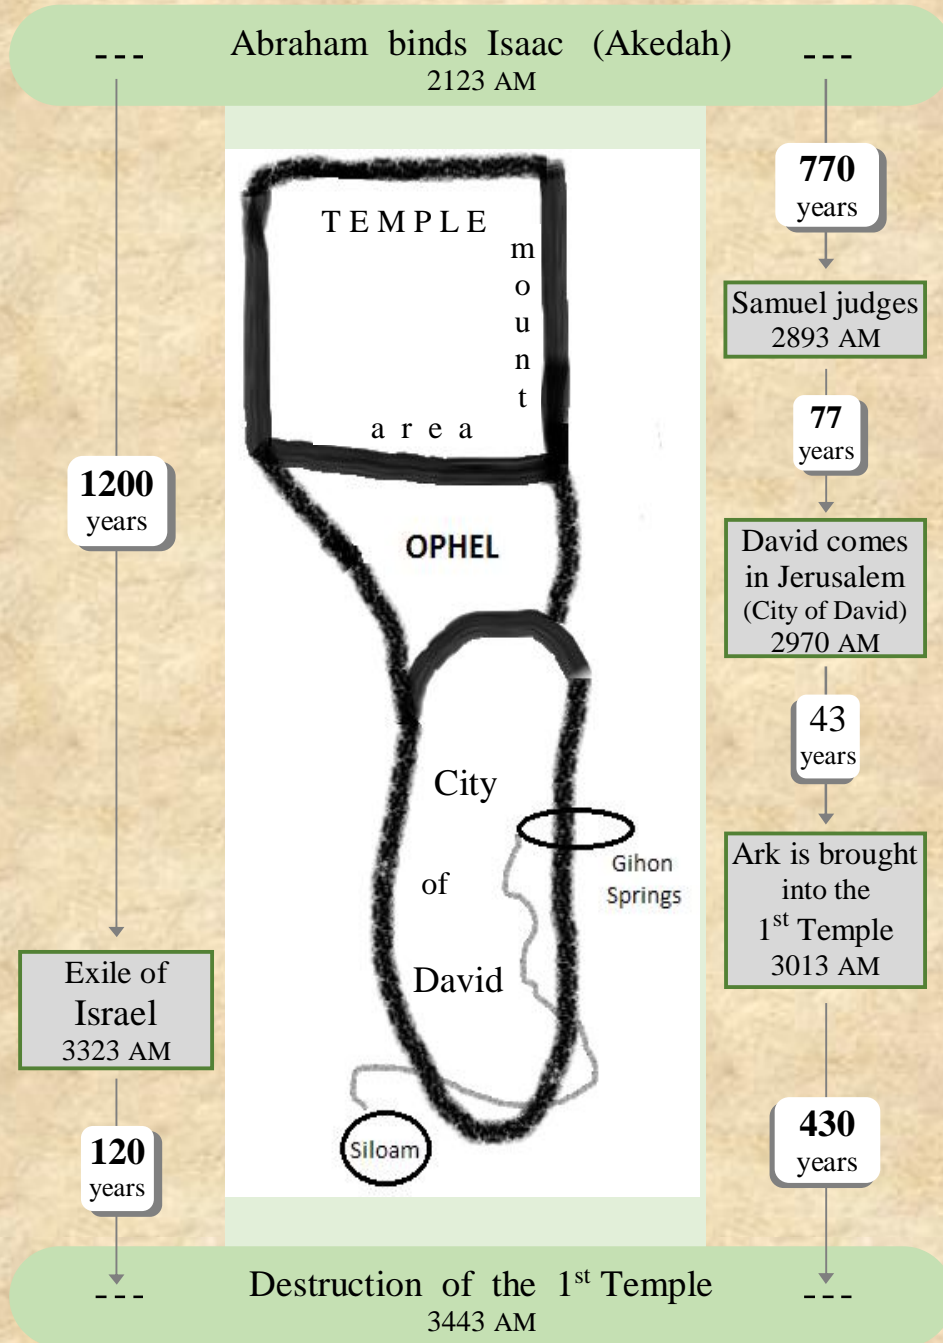 --- Abraham binds Isaac (Akedah) ---
2123 AM
1200
years
Exile of
Israel
3323 AM
120
years
TEMPLE
mount
area
OPHEL
City
of
David
Gihon
Springs
Siloam
770
years
Samuel judges
2893 AM
77
years
David comes
in Jerusalem
(City of David)
2970 AM
43
years
Ark is brought
into the
1st Temple
3013 AM
430
years
--- Destruction of the 1st Temple ---
3443 AM